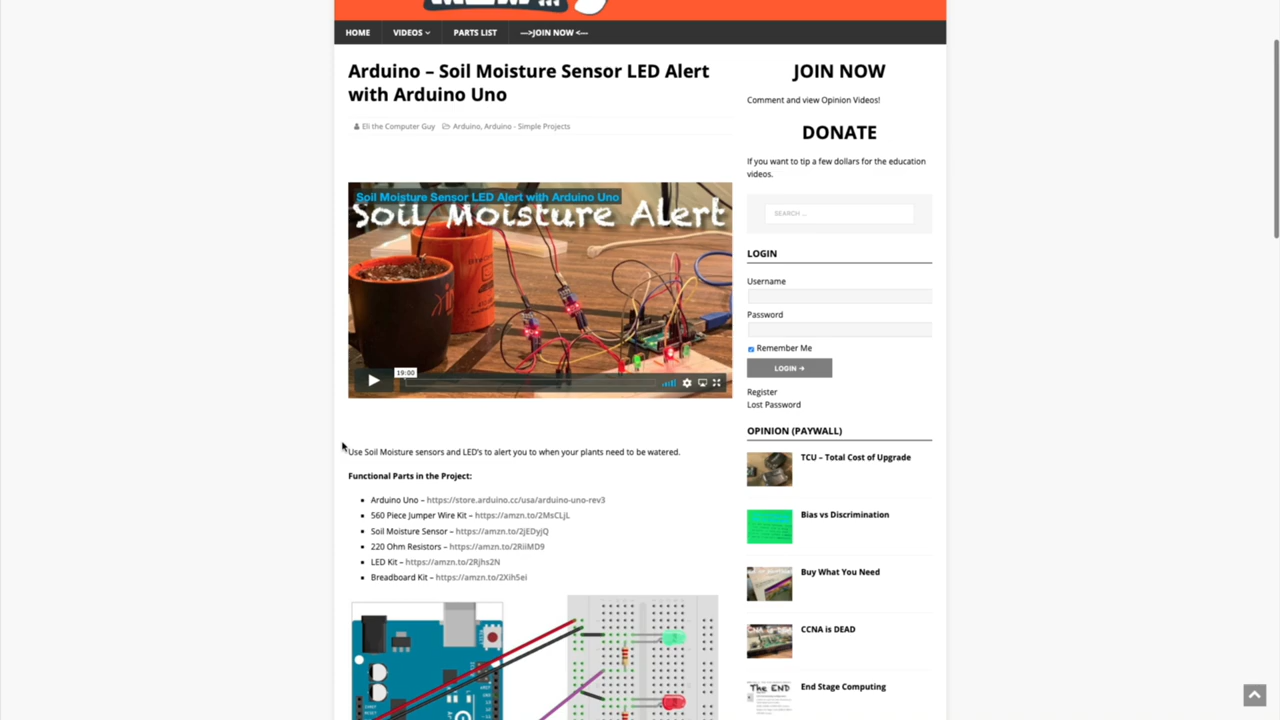 HOME
VIDEOS
PARTS LIST
--->JOIN NOW <---
Arduino – Soil Moisture Sensor LED Alert
with Arduino Uno
Eli the Computer Guy
Arduino, Arduino - Simple Projects
Soil Moisture Sensor LED Alert with Arduino Uno
Soil Moisture Alert
19:00
Use Soil Moisture sensors and LED's to alert you to when your plants need to be watered.
Functional Parts in the Project:
Arduino Uno – https://store.arduino.cc/usa/arduino-uno-rev3
560 Piece Jumper Wire Kit – https://amzn.to/2MsCLjL
Soil Moisture Sensor – https://amzn.to/2jEDyjQ
220 Ohm Resistors – https://amzn.to/2RiiMD9
LED Kit – https://amzn.to/2Rjhs2N
Breadboard Kit – https://amzn.to/2Xih5ei
JOIN NOW
Comment and view Opinion Videos!
DONATE
If you want to tip a few dollars for the education
videos.
SEARCH ...
LOGIN
Username
Password
Remember Me
LOGIN →
Register
Lost Password
OPINION (PAYWALL)
TCU – Total Cost of Upgrade
Bias vs Discrimination
Buy What You Need
CCNA is DEAD
The END
End Stage Computing